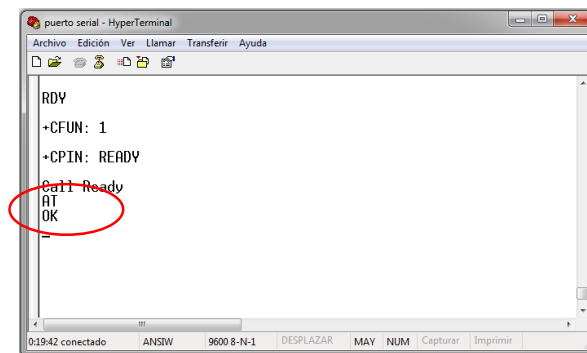 puerto serial - HyperTerminal
Archivo Edición Ver Llamar Transferir Ayuda
RDY
+CFUN: 1
+CPIN: READY
Call Ready
AT
OK
0:19:42 conectado ANSIW 9600 8-N-1 DESPLAZAR MAY NUM Capturar Imprimir